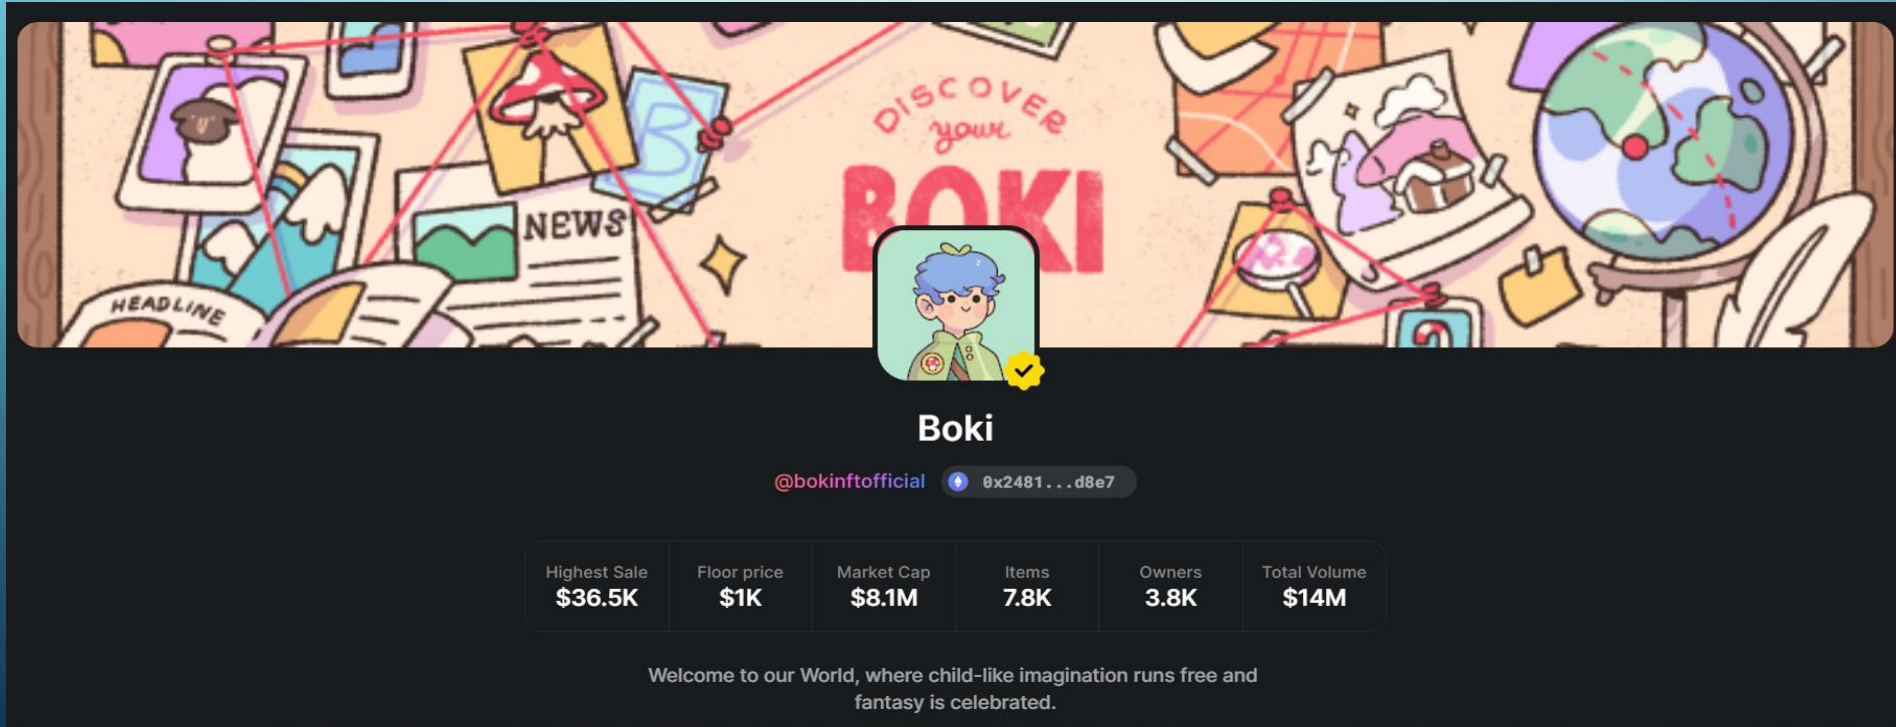 DISCOVER
your
BOKI
B
NEWS
HEADLINE
Boki
@bokinftofficial 0x2481...d8e7
Highest Sale Floor price Market Cap Items Owners Total Volume
$36.5K $1K $8.1M 7.8K 3.8K $14M
Welcome to our World, where child-like imagination runs free and
fantasy is celebrated.